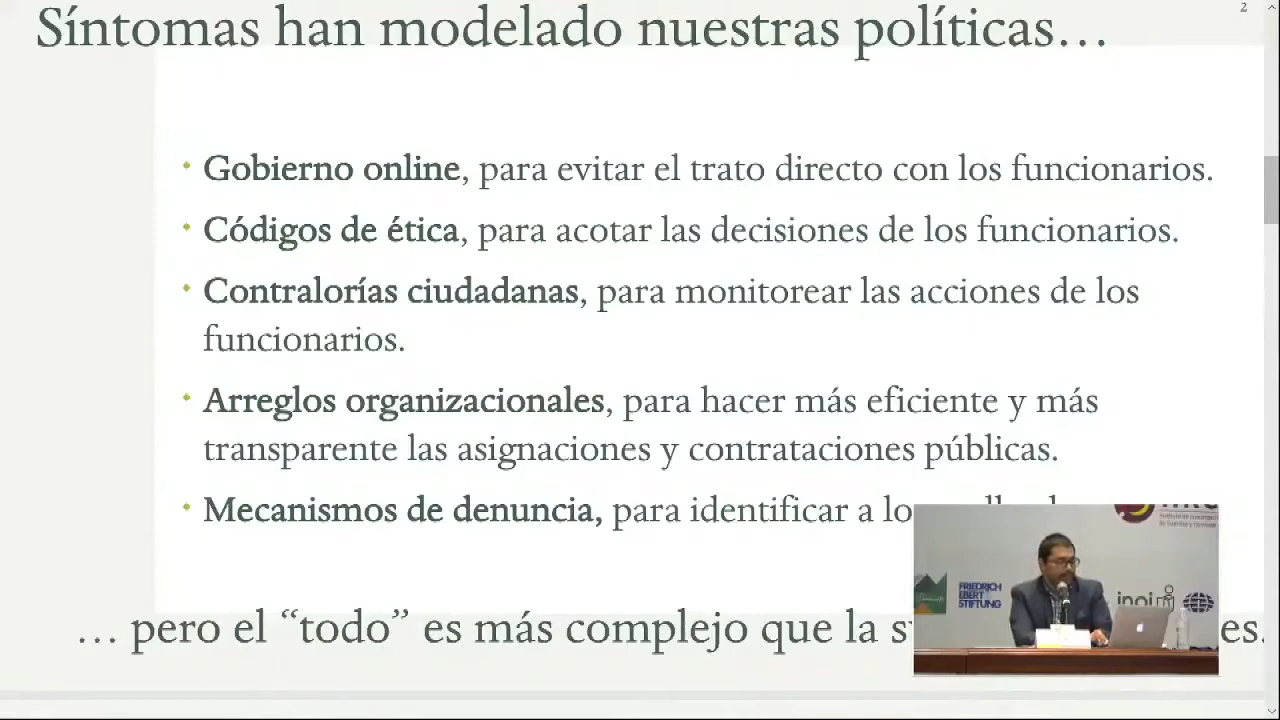 2
Síntomas han modelado nuestras políticas…
Gobierno online, para evitar el trato directo con los funcionarios.
Códigos de ética, para acotar las decisiones de los funcionarios.
Contralorías ciudadanas, para monitorear las acciones de los
funcionarios.
Arreglos organizacionales, para hacer más eficiente y más
transparente las asignaciones y contrataciones públicas.
Mecanismos de denuncia, para identificar a
FRIEDRICH
EBERT
STIFTUNG
inai
… pero el “todo” es más complejo que la